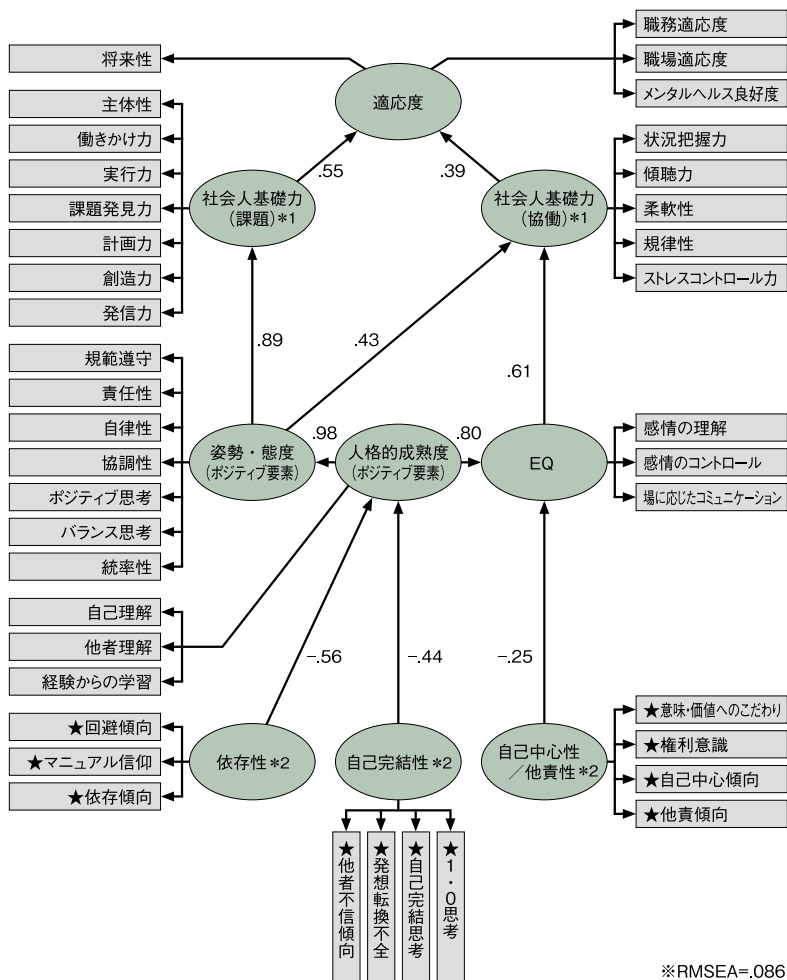 将来性
適応度
職務適応度
職場適応度
メンタルヘルス良好度
主体性
働きかけ力
実行力
課題発見力
計画力
創造力
発信力
社会人基礎力
(課題)*1
.55
.39
社会人基礎力
(協働)*1
状況把握力
傾聴力
柔軟性
規律性
ストレスコントロール力
.89
.43
.61
規範遵守
責任性
自律性
協調性
ポジティブ思考
バランス思考
統率性
姿勢・態度
(ポジティブ要素)
.98
人格的成熟度
(ポジティブ要素)
.80
EQ
感情の理解
感情のコントロール
場に応じたコミュニケーション
自己理解
他者理解
経験からの学習
-.56
-.44
-.25
★回避傾向
★マニュアル信仰
★依存傾向
依存性*2
自己完結性*2
自己中心性
/他責性*2
★意味・価値へのこだわり
★権利意識
★自己中心傾向
★他責傾向
★他者不信傾向
★発想転換不全
★自己完結思考
★1・0思考
※RMSEA=.086